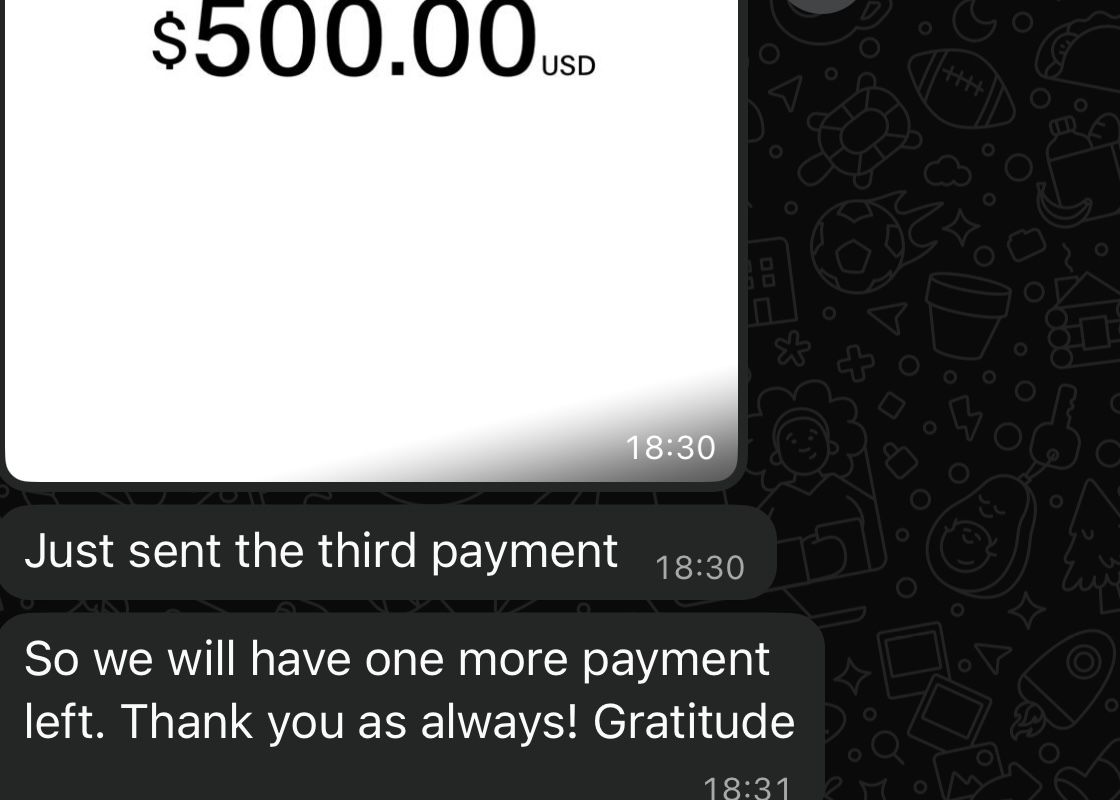 $500.00 USD
18:30
Just sent the third payment 18:30
So we will have one more payment
left. Thank you as always! Gratitude
18:31